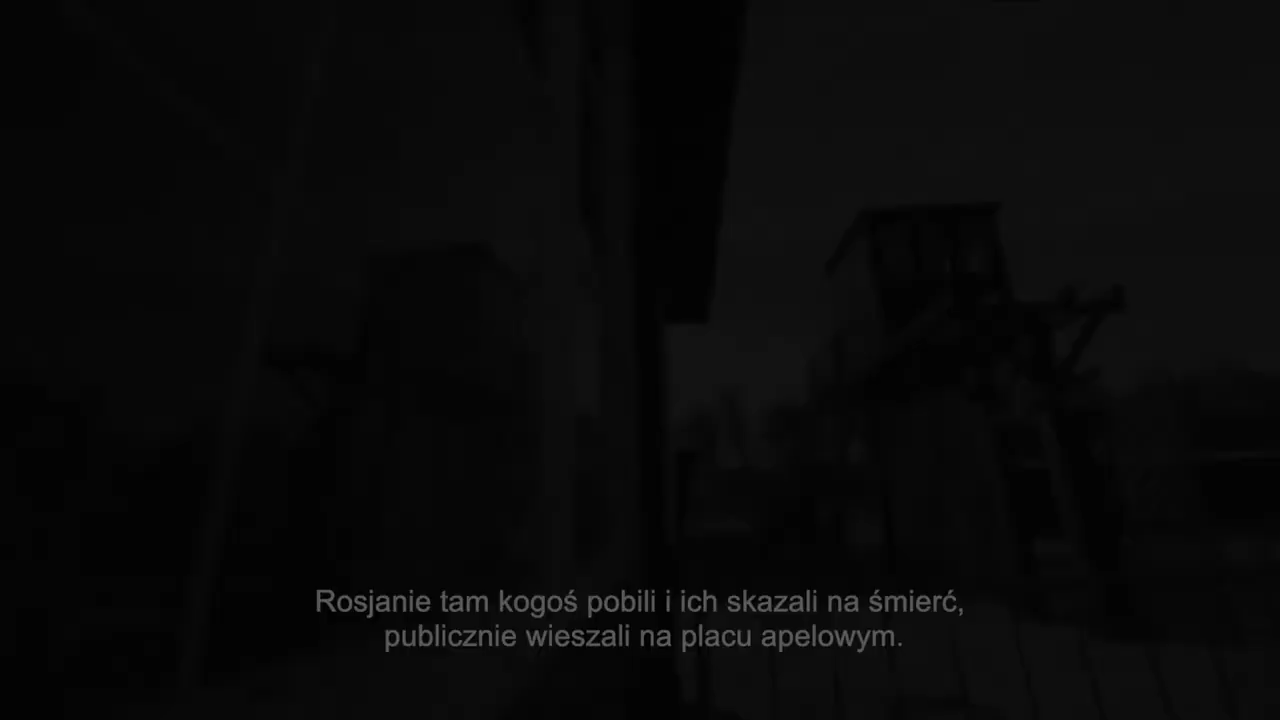 Rosjanie tam kogoś pobili i ich skazali na śmierć,
publicznie wieszali na placu apelowym.